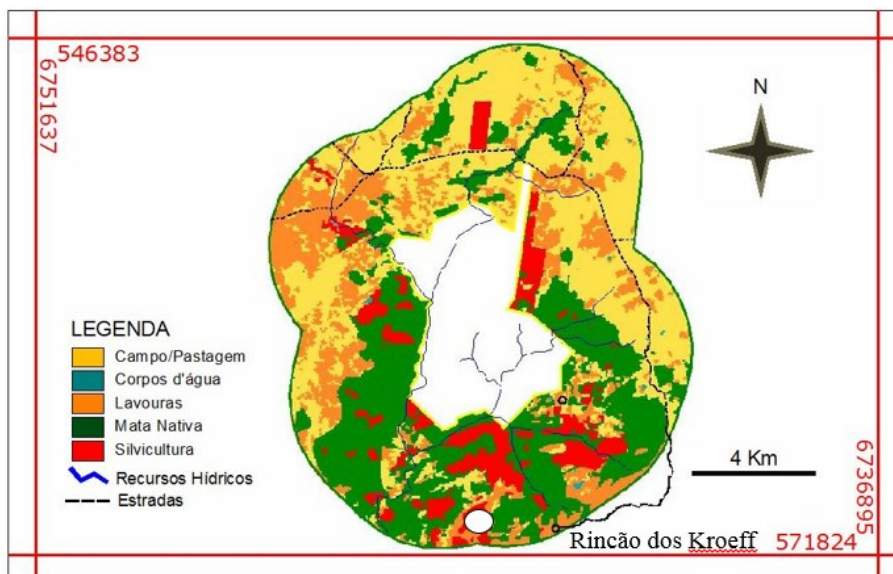 546383
6751637
N
LEGENDA
Campo/Pastagem
Corpos d'água
Lavouras
Mata Nativa
Silvicultura
Recursos Hídricos
Estradas
4 Km
6736895
Rincão dos Kroeff
571824